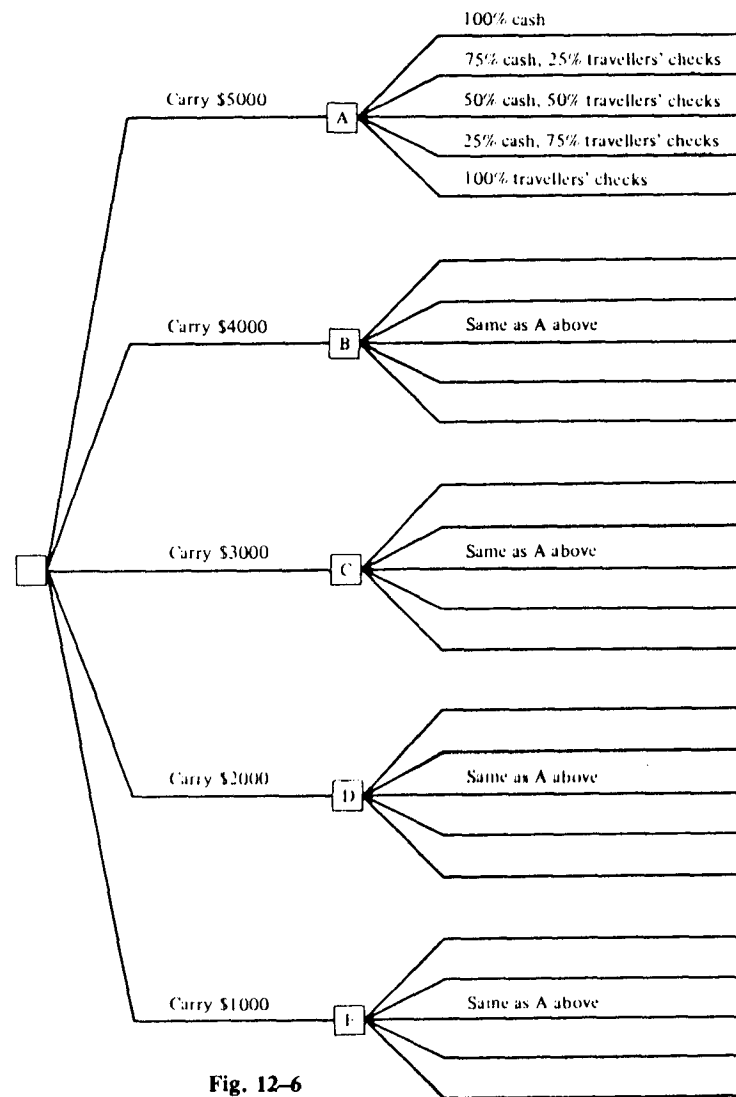 100% cash
75% cash, 25% travellers' checks
Carry $5000
A
50% cash, 50% travellers' checks
25% cash, 75% travellers' checks
100% travellers' checks
Carry $4000
B
Same as A above
Carry $3000
C
Same as A above
Carry $2000
D
Same as A above
Carry $1000
Same as A above
Fig. 12–6